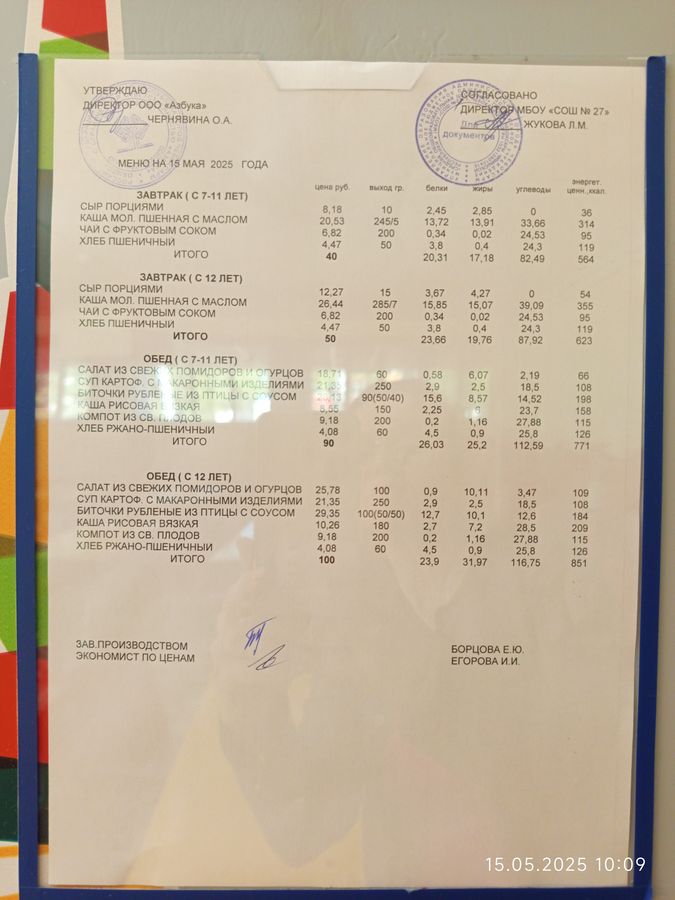 УТВЕРЖДАЮ
ДИРЕКТОР ООО «Азбука»
ЧЕРНЯВИНА О.А.
СОГЛАСОВАНО
ДИРЕКТОР МБОУ «СОШ № 27»
Для ЖУКОВА Л.М.
документов
МЕНЮ НА 15 МАЯ 2025 ГОДА
цена руб. выход гр. белки жиры углеводы энергет. ценн.,ккал.
ЗАВТРАК ( С 7-11 ЛЕТ)
СЫР ПОРЦИЯМИ 8,18 10 2,45 2,85 0 36
КАША МОЛ. ПШЕННАЯ С МАСЛОМ 20,53 245/5 13,72 13,91 33,66 314
ЧАЙ С ФРУКТОВЫМ СОКОМ 6,82 200 0,34 0,02 24,53 95
ХЛЕБ ПШЕНИЧНЫЙ 4,47 50 3,8 0,4 24,3 119
ИТОГО 40 20,31 17,18 82,49 564
ЗАВТРАК ( С 12 ЛЕТ)
СЫР ПОРЦИЯМИ 12,27 15 3,67 4,27 0 54
КАША МОЛ. ПШЕННАЯ С МАСЛОМ 26,44 285/7 15,85 15,07 39,09 355
ЧАЙ С ФРУКТОВЫМ СОКОМ 6,82 200 0,34 0,02 24,53 95
ХЛЕБ ПШЕНИЧНЫЙ 4,47 50 3,8 0,4 24,3 119
ИТОГО 50 23,66 19,76 87,92 623
ОБЕД ( С 7-11 ЛЕТ)
САЛАТ ИЗ СВЕЖИХ ПОМИДОРОВ И ОГУРЦОВ 18,71 60 0,58 6,07 2,19 66
СУП КАРТОФ. С МАКАРОННЫМИ ИЗДЕЛИЯМИ 21,35 250 2,9 2,5 18,5 108
БИТОЧКИ РУБЛЕНЫЕ ИЗ ПТИЦЫ С СОУСОМ 90(50/40) 15,6 8,57 14,52 198
КАША РИСОВАЯ ВЯЗКАЯ 8,55 150 2,25 6 23,7 158
КОМПОТ ИЗ СВ. ПЛОДОВ 9,18 200 0,2 1,16 27,88 115
ХЛЕБ РЖАНО-ПШЕНИЧНЫЙ 4,08 60 4,5 0,9 25,8 126
ИТОГО 90 26,03 25,2 112,59 771
ОБЕД ( С 12 ЛЕТ)
САЛАТ ИЗ СВЕЖИХ ПОМИДОРОВ И ОГУРЦОВ 25,78 100 0,9 10,11 3,47 109
СУП КАРТОФ. С МАКАРОННЫМИ ИЗДЕЛИЯМИ 21,35 250 2,9 2,5 18,5 108
БИТОЧКИ РУБЛЕНЫЕ ИЗ ПТИЦЫ С СОУСОМ 29,35 100(50/50) 12,7 10,1 12,6 184
КАША РИСОВАЯ ВЯЗКАЯ 10,26 180 2,7 7,2 28,5 209
КОМПОТ ИЗ СВ. ПЛОДОВ 9,18 200 0,2 1,16 27,88 115
ХЛЕБ РЖАНО-ПШЕНИЧНЫЙ 4,08 60 4,5 0,9 25,8 126
ИТОГО 100 23,9 31,97 116,75 851
ЗАВ.ПРОИЗВОДСТВОМ БОРЦОВА Е.Ю.
ЭКОНОМИСТ ПО ЦЕНАМ ЕГОРОВА И.И.
15.05.2025 10:09